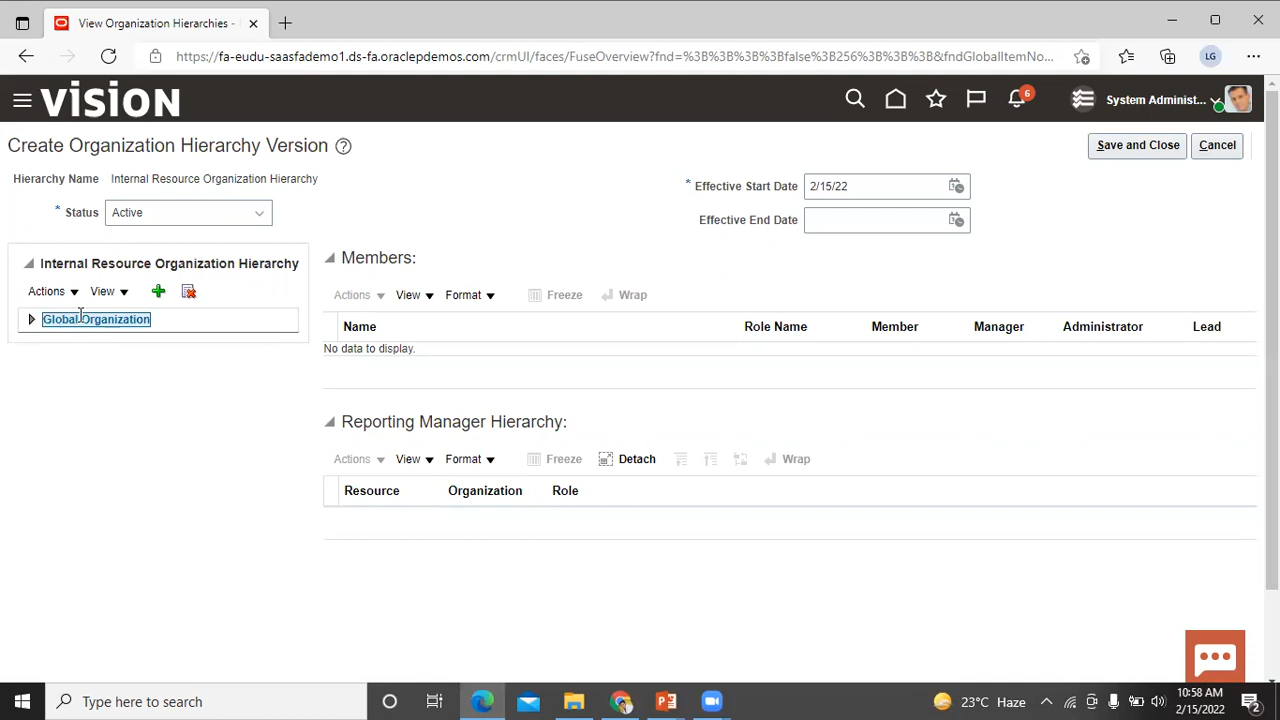 View Organization Hierarchies -
https://fa-eudu-saasfademo1.ds-fa.oraclepdemos.com/crmUI/faces/FuseOverview?fnd=%3B%3B%3B%3Bfalse%3B256%3B%3B%3B&fndGlobalItemNo...
LG
VISION
6
System Administ...
Create Organization Hierarchy Version
Save and Close
Cancel
Hierarchy Name Internal Resource Organization Hierarchy
* Effective Start Date 2/15/22
* Status Active
Effective End Date
Internal Resource Organization Hierarchy
Actions View
Global Organization
Members:
Actions View Format Freeze Wrap
Name Role Name Member Manager Administrator Lead
No data to display.
Reporting Manager Hierarchy:
Actions View Format Freeze Detach Wrap
Resource Organization Role
Type here to search
23°C Haze
10:58 AM
2/15/2022
2